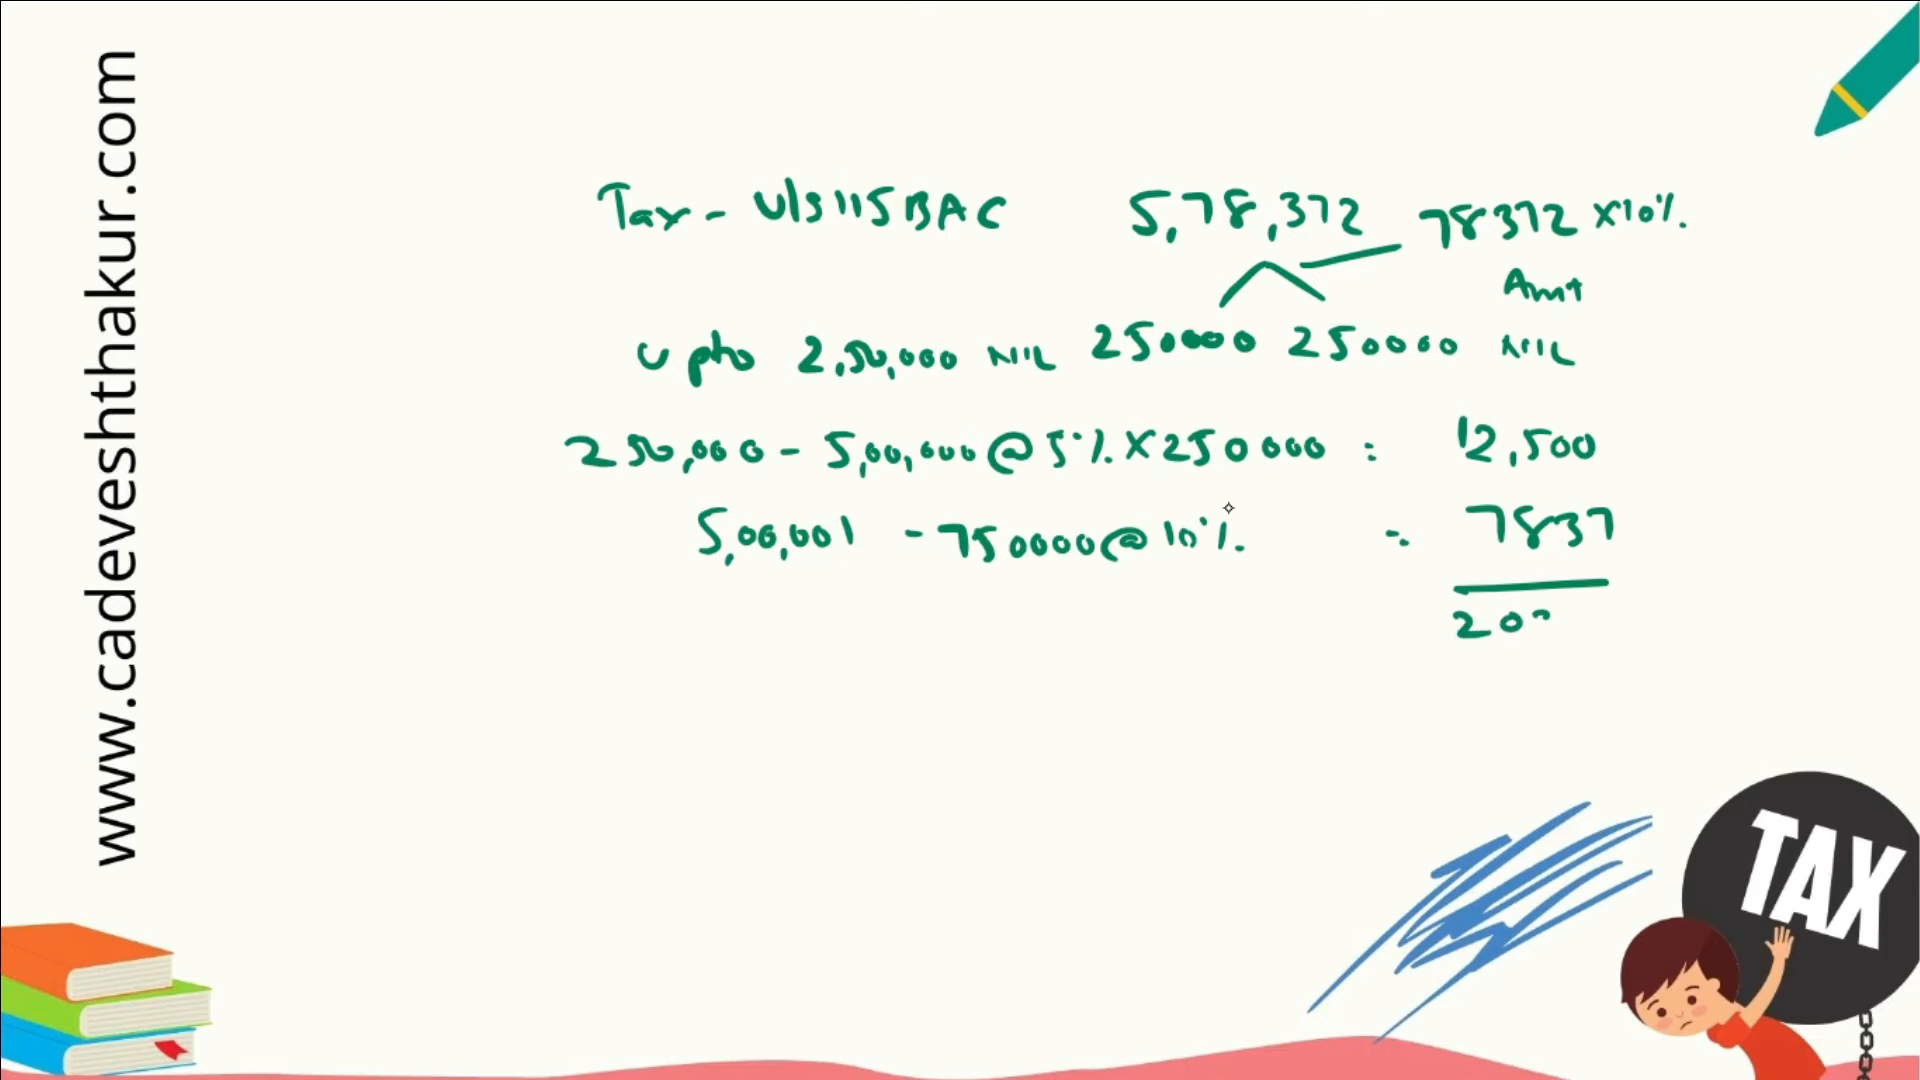 www.cadeveshthakur.com
Tax - U/S 115BAC 5,78,372 78372 x10%.
Amt
upto 2,50,000 NIL 250000 250000 NIL
250,000 - 5,00,000 @ 5% X 250000 = 12,500
5,00,001 - 750000 @ 10% = 7837
20
TAX